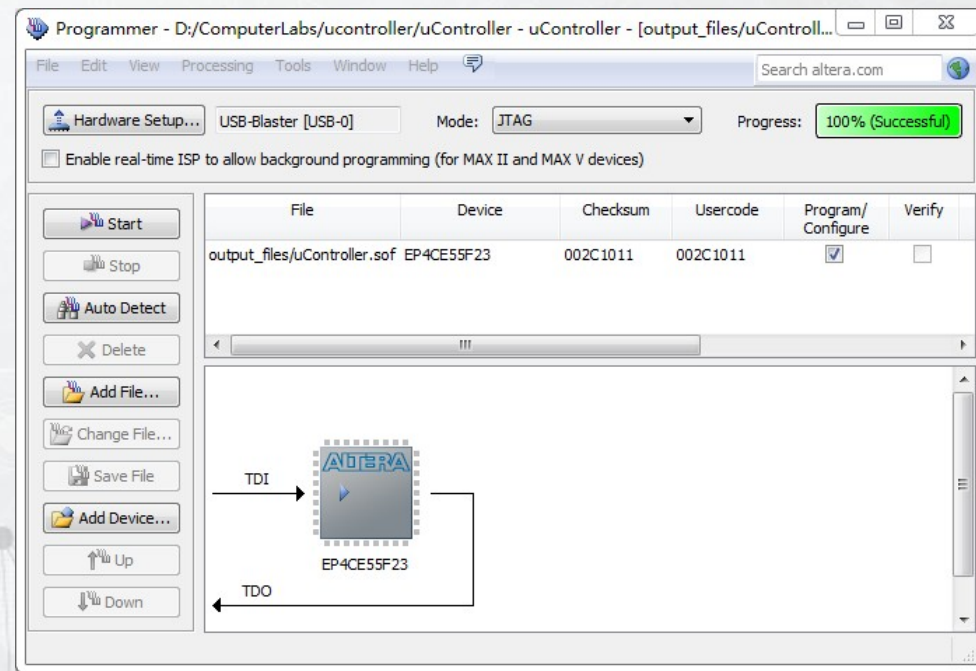 Programmer - D:/ComputerLabs/ucontroller/uController - uController - [output_files/uControll...
File Edit View Processing Tools Window Help
Search altera.com
Hardware Setup... USB-Blaster [USB-0] Mode: JTAG Progress: 100% (Successful)
Enable real-time ISP to allow background programming (for MAX II and MAX V devices)
Start
Stop
Auto Detect
Delete
Add File...
Change File...
Save File
Add Device...
Up
Down
File Device Checksum Usercode Program/ Verify
Configure
output_files/uController.sof EP4CE55F23 002C1011 002C1011
ALTERA
TDI
EP4CE55F23
TDO